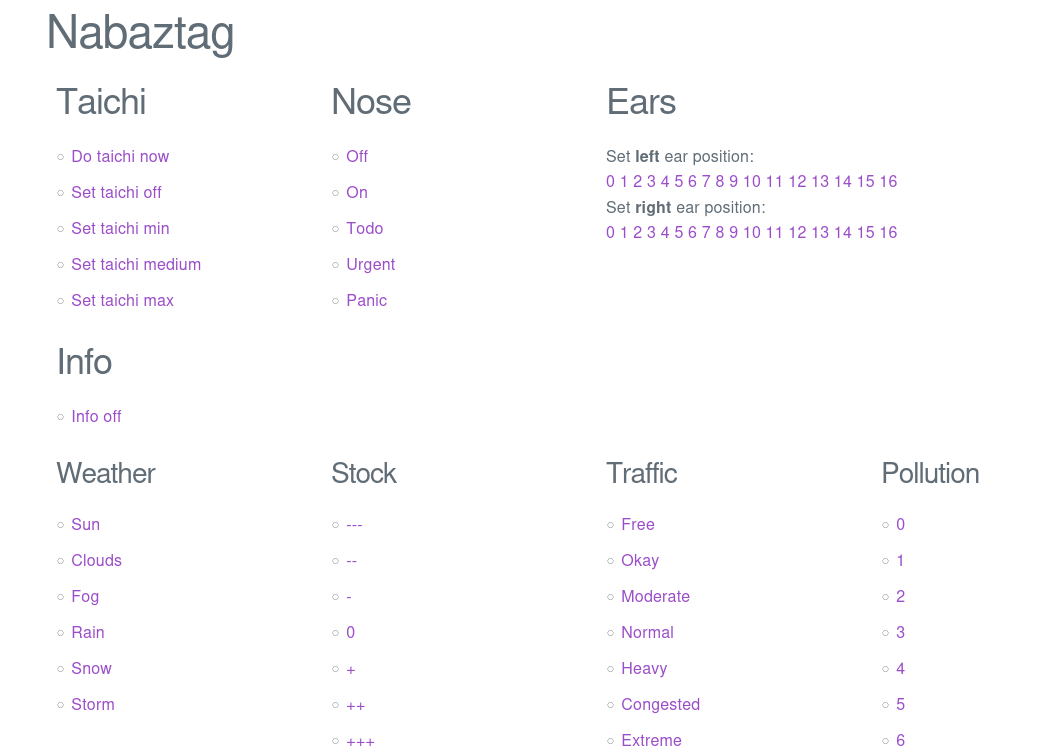 Nabaztag
Taichi
Do taichi now
Set taichi off
Set taichi min
Set taichi medium
Set taichi max
Nose
Off
On
Todo
Urgent
Panic
Ears
Set left ear position:
0 1 2 3 4 5 6 7 8 9 10 11 12 13 14 15 16
Set right ear position:
0 1 2 3 4 5 6 7 8 9 10 11 12 13 14 15 16
Info
Info off
Weather
Sun
Clouds
Fog
Rain
Snow
Storm
Stock
---
--
-
0
+
++
+++
Traffic
Free
Okay
Moderate
Normal
Heavy
Congested
Extreme
Pollution
0
1
2
3
4
5
6